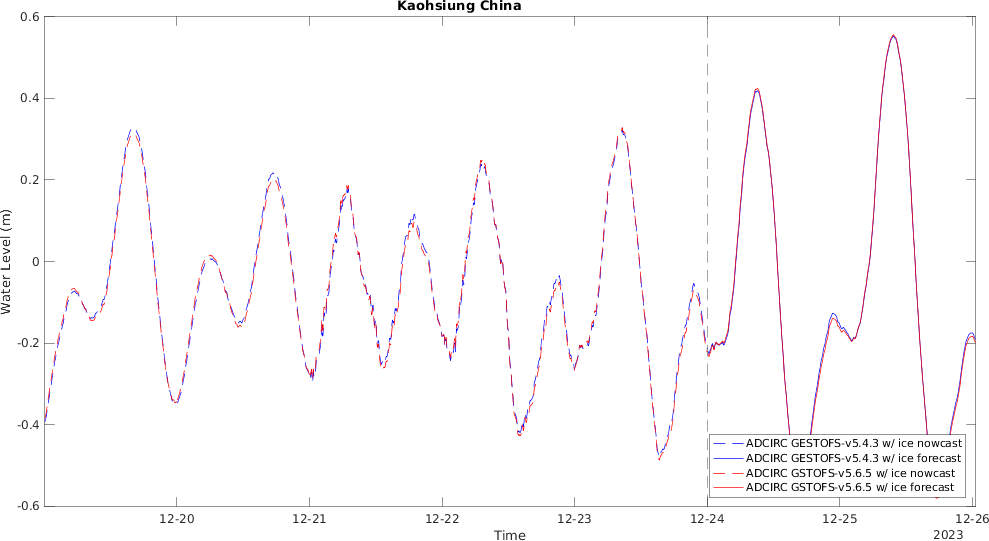 Kaohsiung China
0.6
0.4
0.2
0
-0.2
-0.4
-0.6
Water Level (m)
12-20
12-21
12-22
12-23
12-24
12-25
12-26
Time
2023
ADCIRC GESTOFS-v5.4.3 w/ ice nowcast
ADCIRC GESTOFS-v5.4.3 w/ ice forecast
ADCIRC GSTOFS-v5.6.5 w/ ice nowcast
ADCIRC GSTOFS-v5.6.5 w/ ice forecast